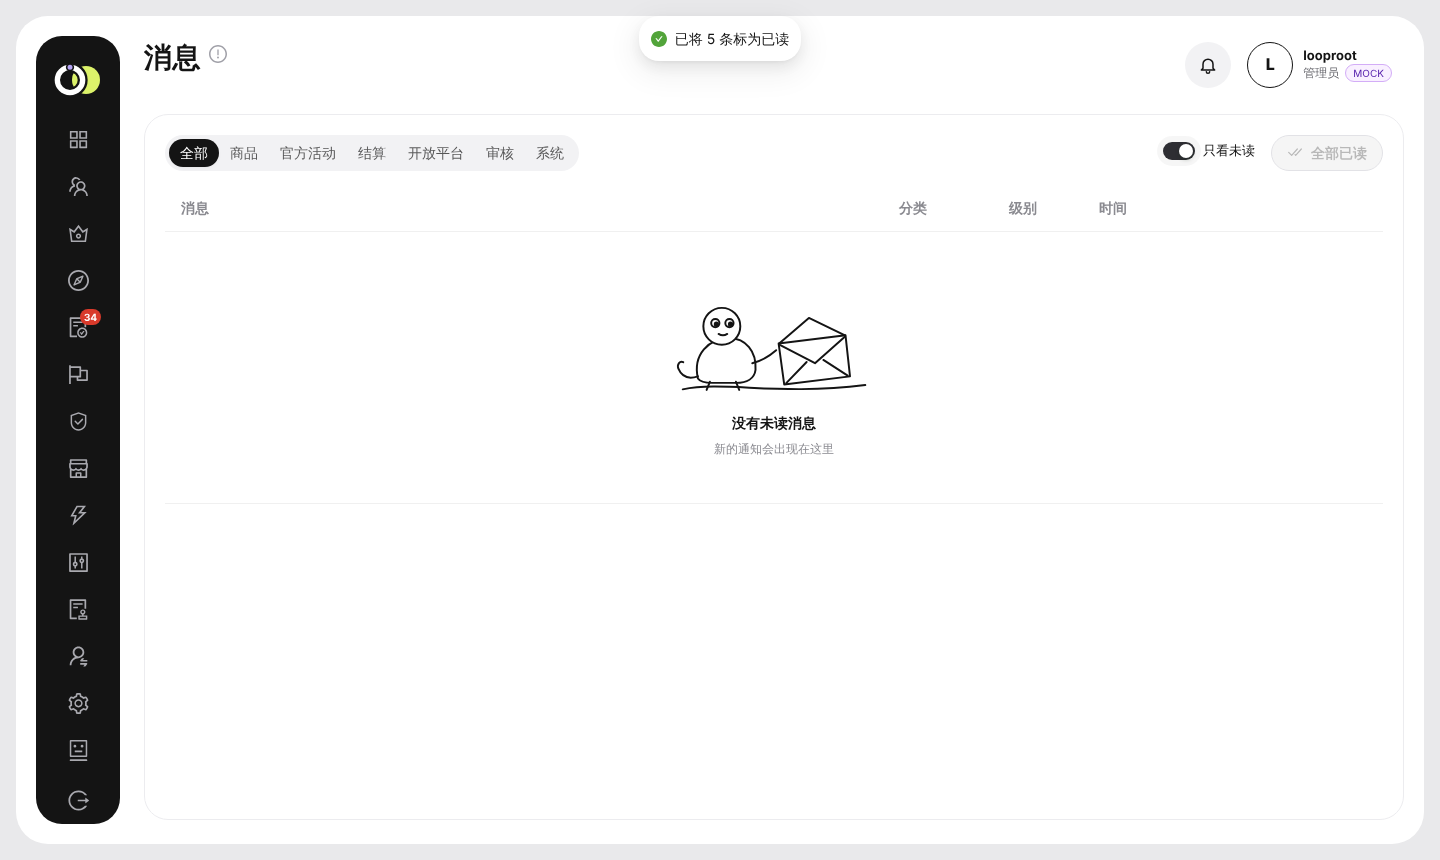 消息
已将 5 条标为已读
L
looproot
管理员 MOCK
全部 商品 官方活动 结算 开放平台 审核 系统
只看未读
全部已读
消息 分类 级别 时间
34
没有未读消息
新的通知会出现在这里